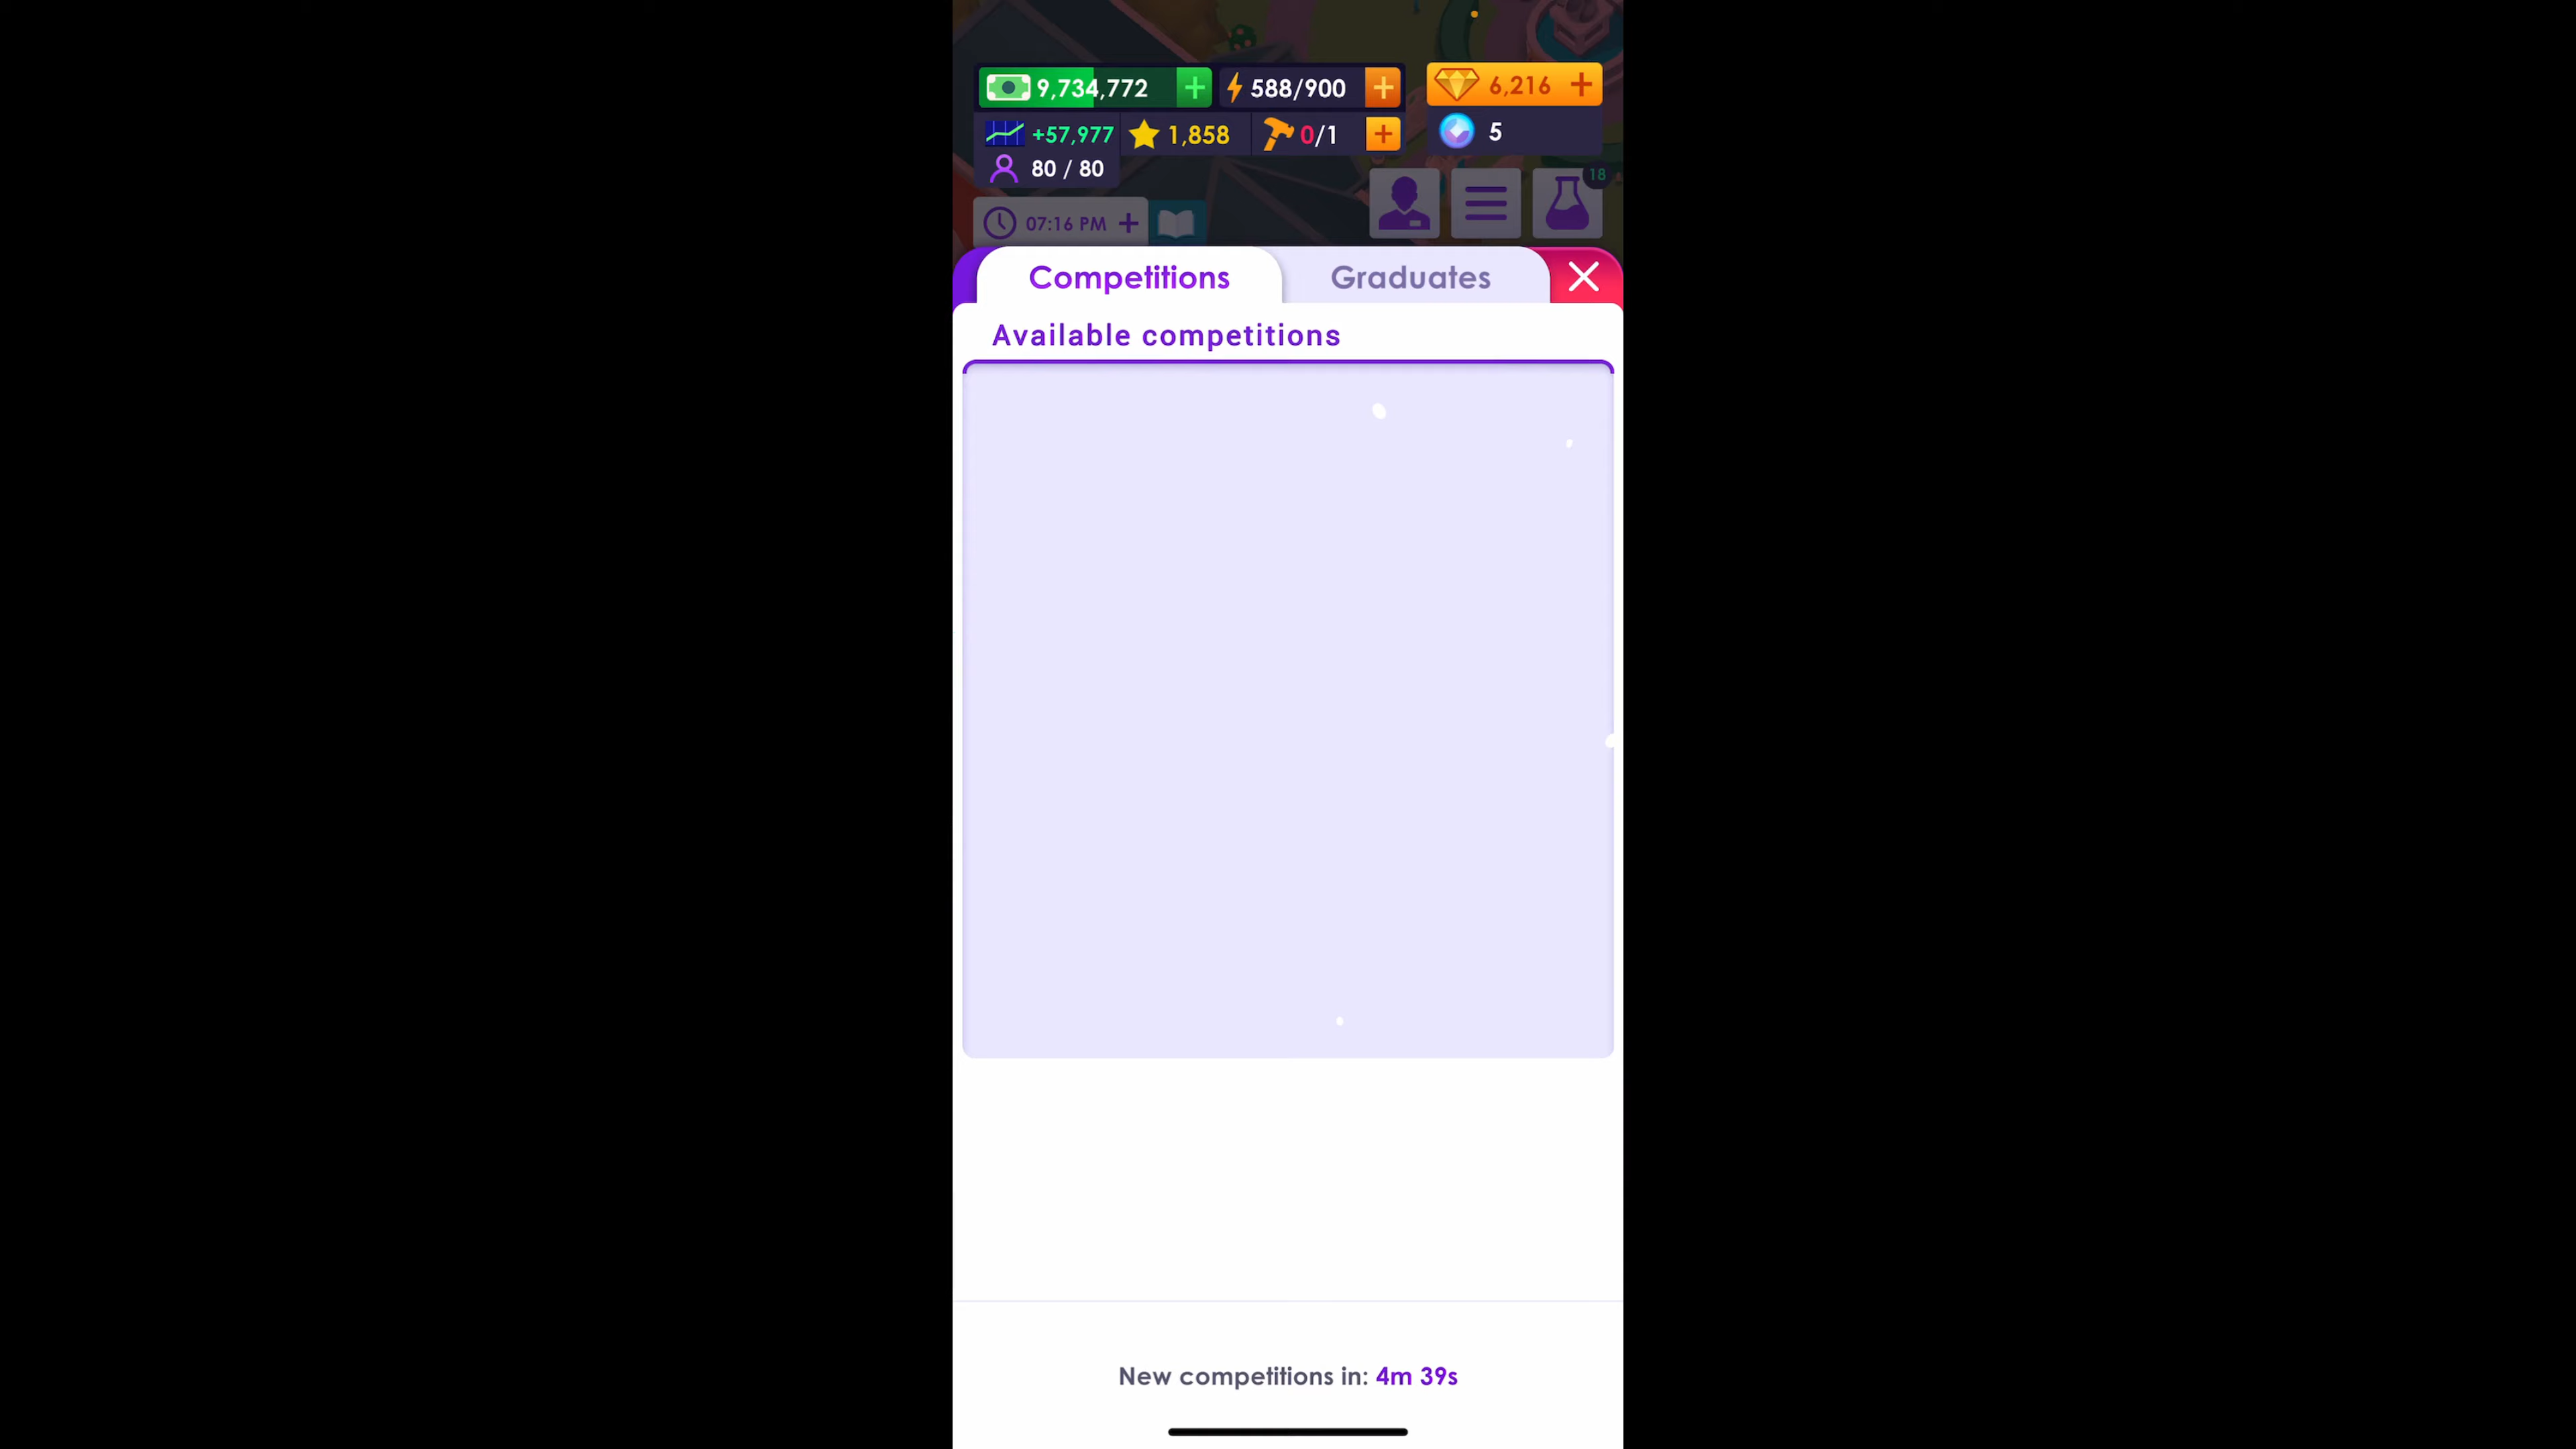 9,734,772
588/900
6,216
+57,977
1,858
0/1
5
80 / 80
18
07:16 PM
Competitions
Graduates
Available competitions
New competitions in: 4m 39s